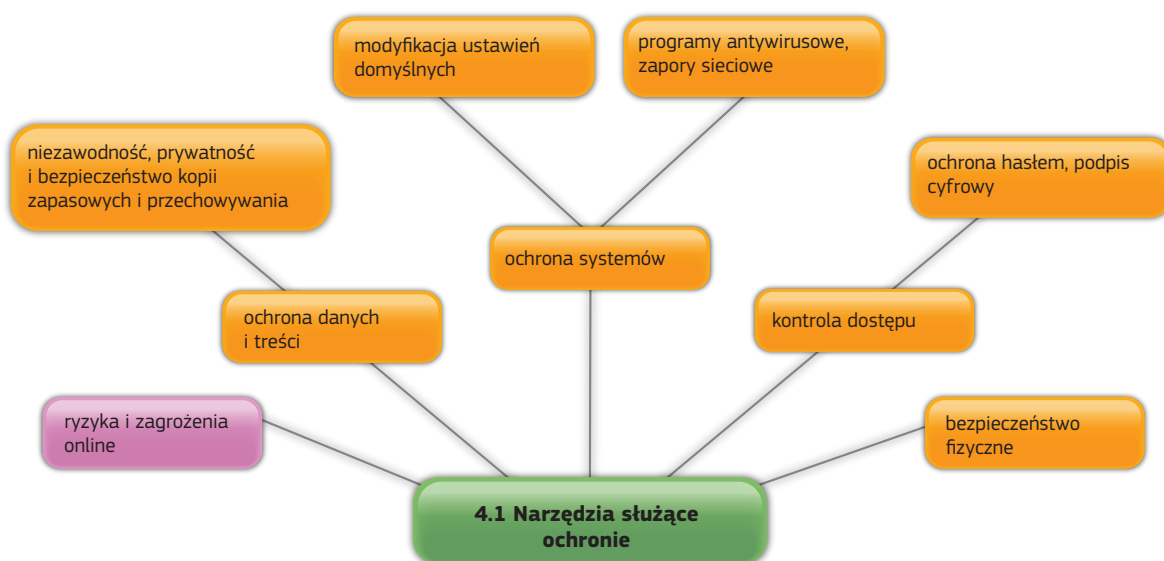 modyfikacja ustawień
domyślnych
programy antywirusowe,
zapory sieciowe
niezawodność, prywatność
i bezpieczeństwo kopii
zapasowych i przechowywania
ochrona hasłem, podpis
cyfrowy
ochrona systemów
ochrona danych
i treści
kontrola dostępu
ryzyka i zagrożenia
online
bezpieczeństwo
fizyczne
4.1 Narzędzia służące
ochronie